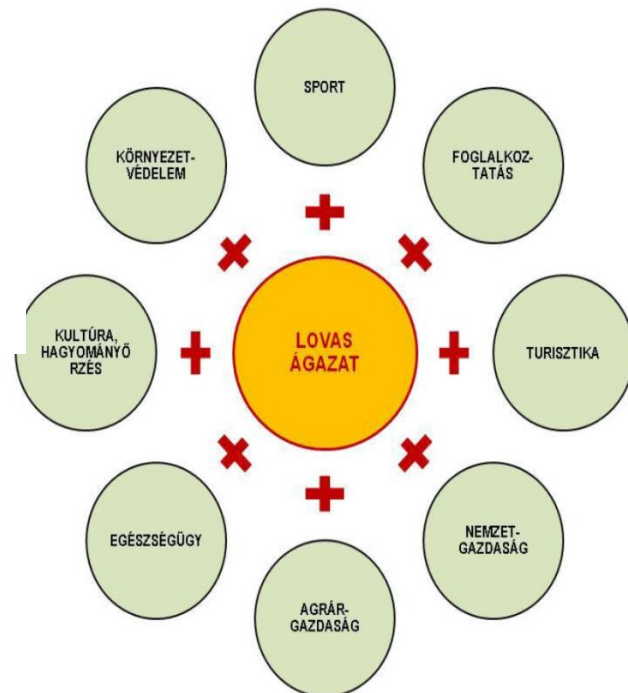 SPORT
FOGLALKOZ-
TATÁS
TURISZTIKA
NEMZET-
GAZDASÁG
AGRÁR-
GAZDASÁG
EGÉSZSÉGÜGY
KULTÚRA,
HAGYOMÁNYŐ
RZÉS
KÖRNYEZET-
VÉDELEM
LOVAS
ÁGAZAT